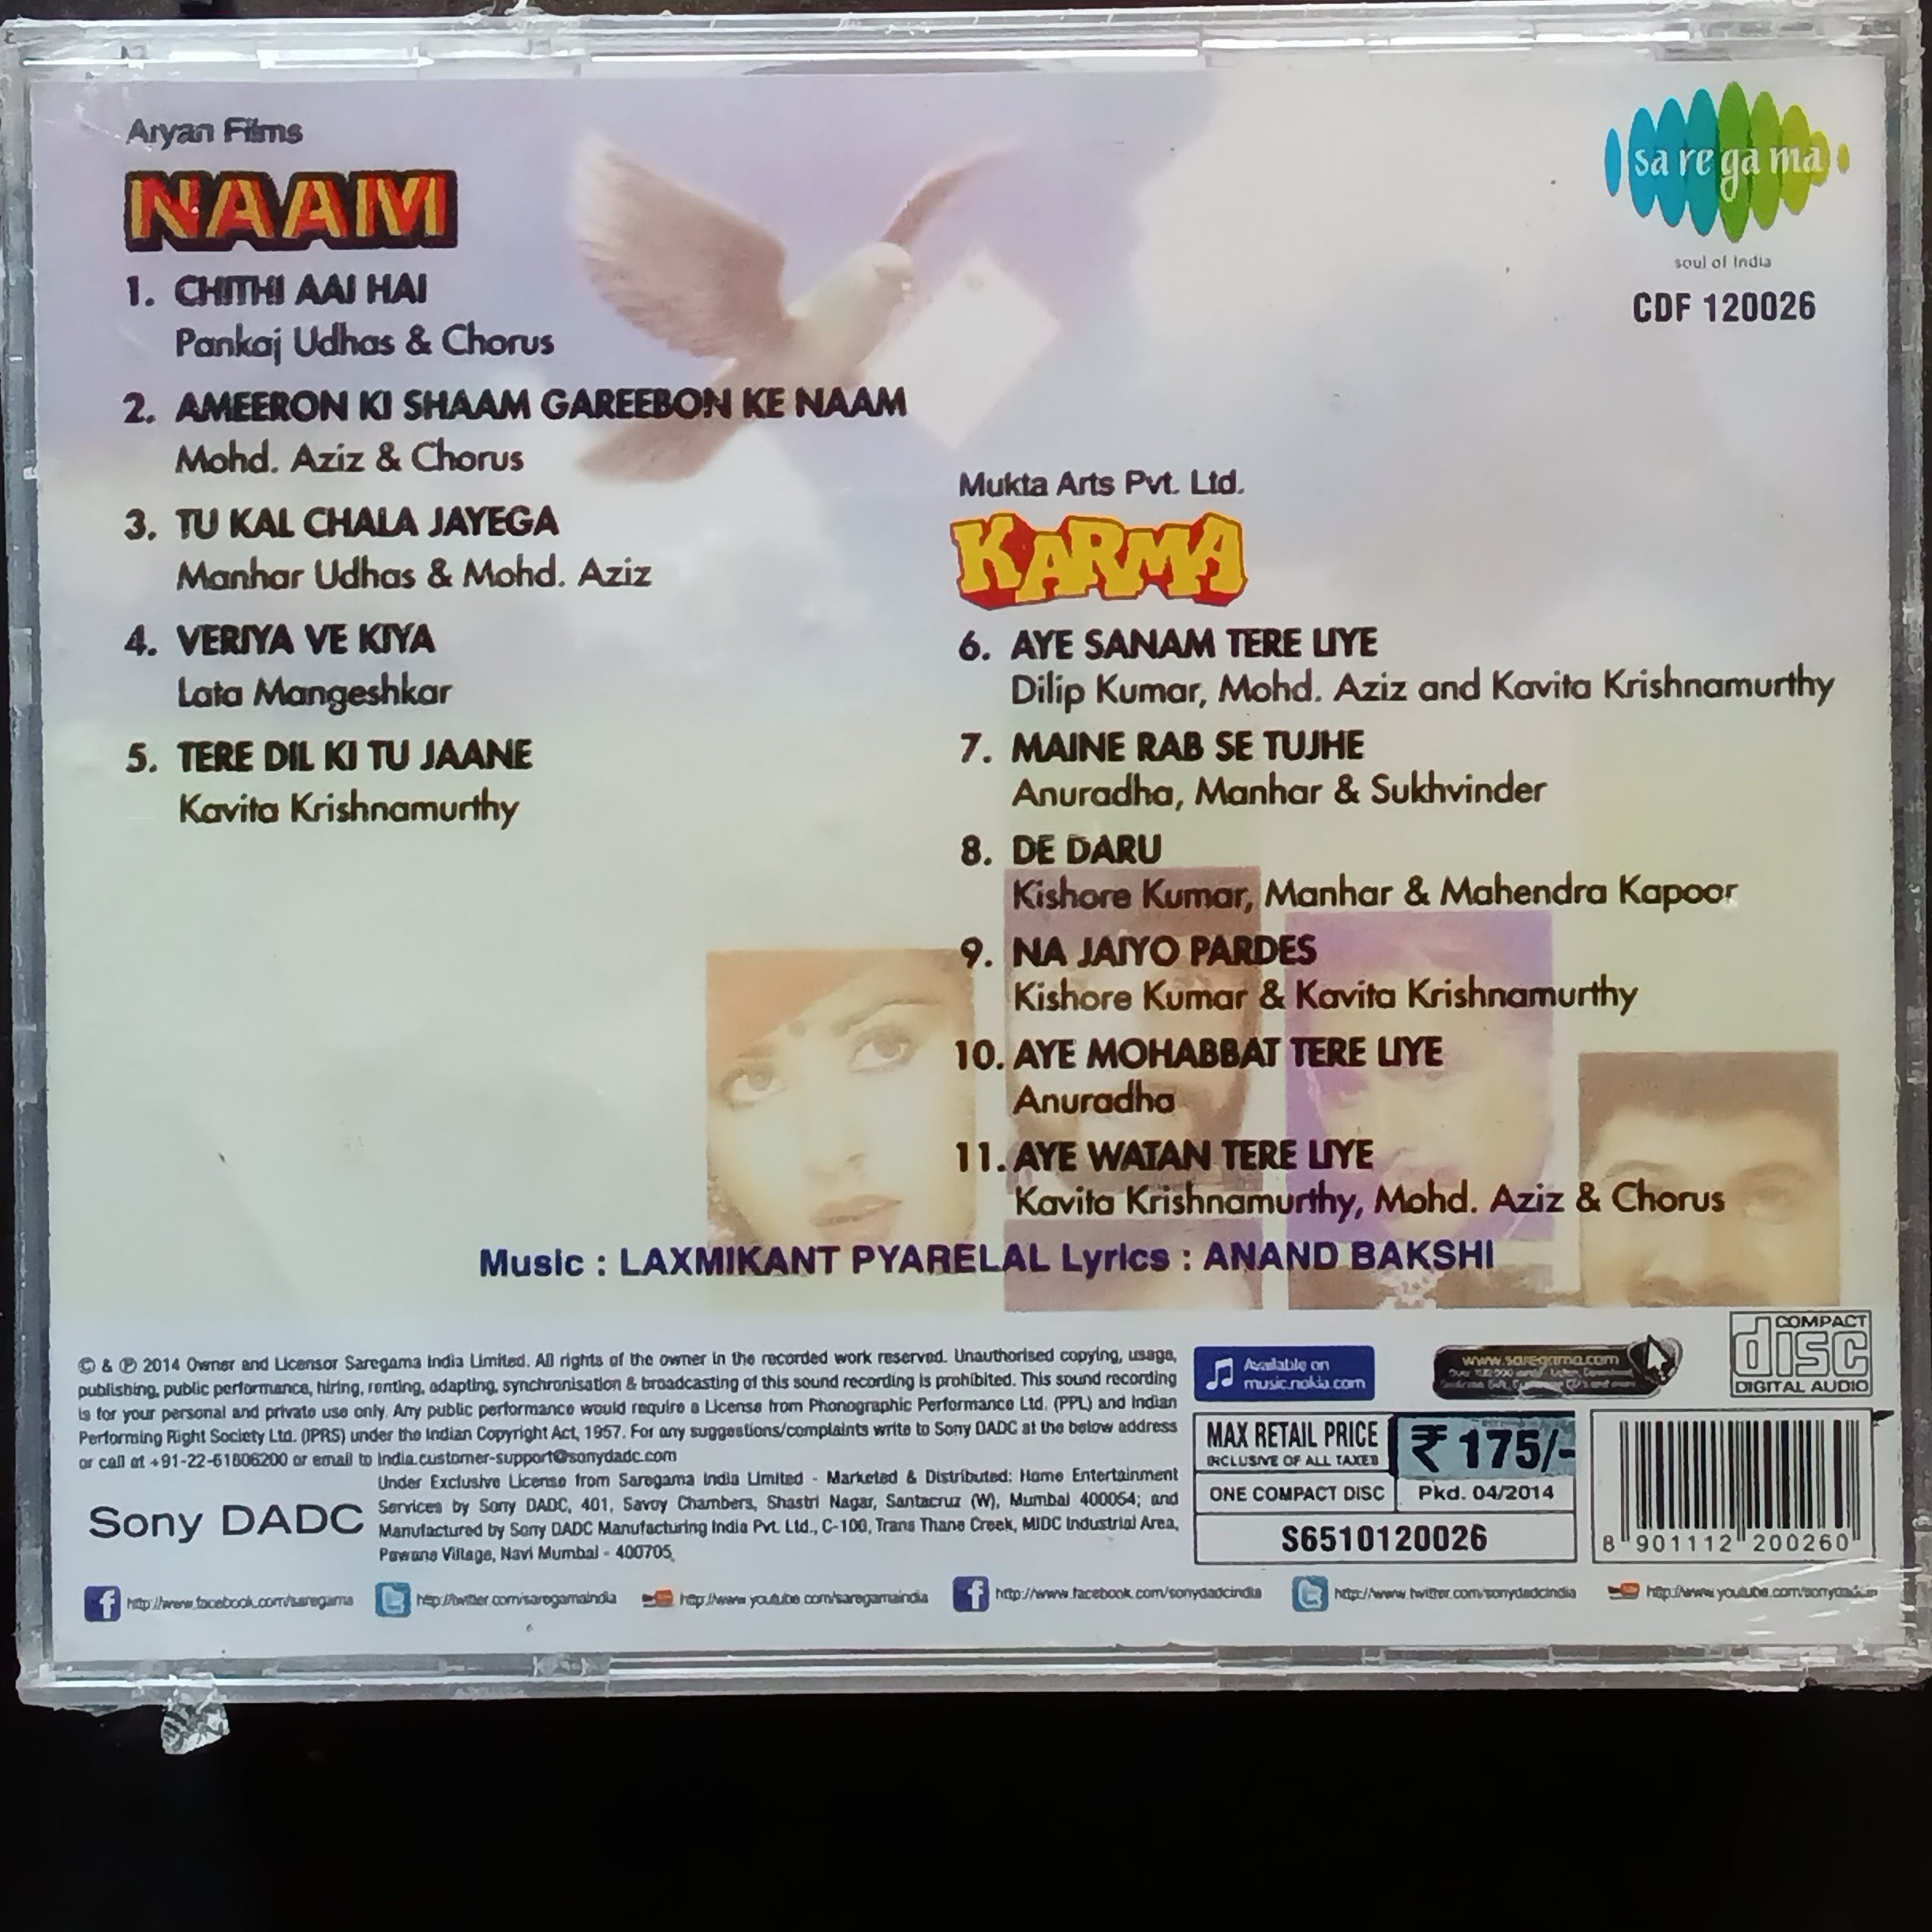 Aryan Films
NAAM
1. CHITHI AAI HAI
Pankaj Udhas & Chorus
2. AMEERON KI SHAAM GAREEBON KE NAAM
Mohd. Aziz & Chorus
3. TU KAL CHALA JAYEGA
Manhar Udhas & Mohd. Aziz
4. VERIYA VE KIYA
Lata Mangeshkar
5. TERE DIL KI TU JAANE
Kavita Krishnamurthy
sa re ga ma
soul of India
CDF 120026
Mukta Arts Pvt. Ltd.
KARMA
6. AYE SANAM TERE LIYE
Dilip Kumar, Mohd. Aziz and Kavita Krishnamurthy
7. MAINE RAB SE TUJHE
Anuradha, Manhar & Sukhvinder
8. DE DARU
Kishore Kumar, Manhar & Mahendra Kapoor
9. NA JAIYO PARDES
Kishore Kumar & Kavita Krishnamurthy
10. AYE MOHABBAT TERE LIYE
Anuradha
11. AYE WATAN TERE LIYE
Kavita Krishnamurthy, Mohd. Aziz & Chorus
Music : LAXMIKANT PYARELAL Lyrics : ANAND BAKSHI
© & ℗ 2014 Owner and Licensor Saregama India Limited. All rights of the owner in the recorded work reserved. Unauthorised copying, usage,
publishing, public performance, hiring, renting, adapting, synchronisation & broadcasting of this sound recording is prohibited. This sound recording
is for your personal and private use only. Any public performance would require a License from Phonographic Performance Ltd. (PPL) and Indian
Performing Right Society Ltd. (IPRS) under the Indian Copyright Act, 1957. For any suggestions/complaints write to Sony DADC at the below address
or call at +91-22-61806200 or email to india.customer-support@sonydadc.com
Sony DADC
Under Exclusive License from Saregama India Limited - Marketed & Distributed: Home Entertainment
Services by Sony DADC, 401, Savoy Chambers, Shastri Nagar, Santacruz (W), Mumbai 400054; and
Manufactured by Sony DADC Manufacturing India Pvt. Ltd., C-106, Trans Thane Creek, MIDC Industrial Area,
Pawane Village, Navi Mumbai - 400705.
Available on
music.nokia.com
www.saregama.com
COMPACT
disc
DIGITAL AUDIO
MAX RETAIL PRICE
INCLUSIVE OF ALL TAXES
₹ 175/-
ONE COMPACT DISC
Pkd. 04/2014
S6510120026
8 901112 200260
http://www.facebook.com/saregama
http://twitter.com/saregamaindia
http://www.youtube.com/saregamaindia
http://www.facebook.com/sonydadcindia
http://www.twitter.com/sonydadcindia